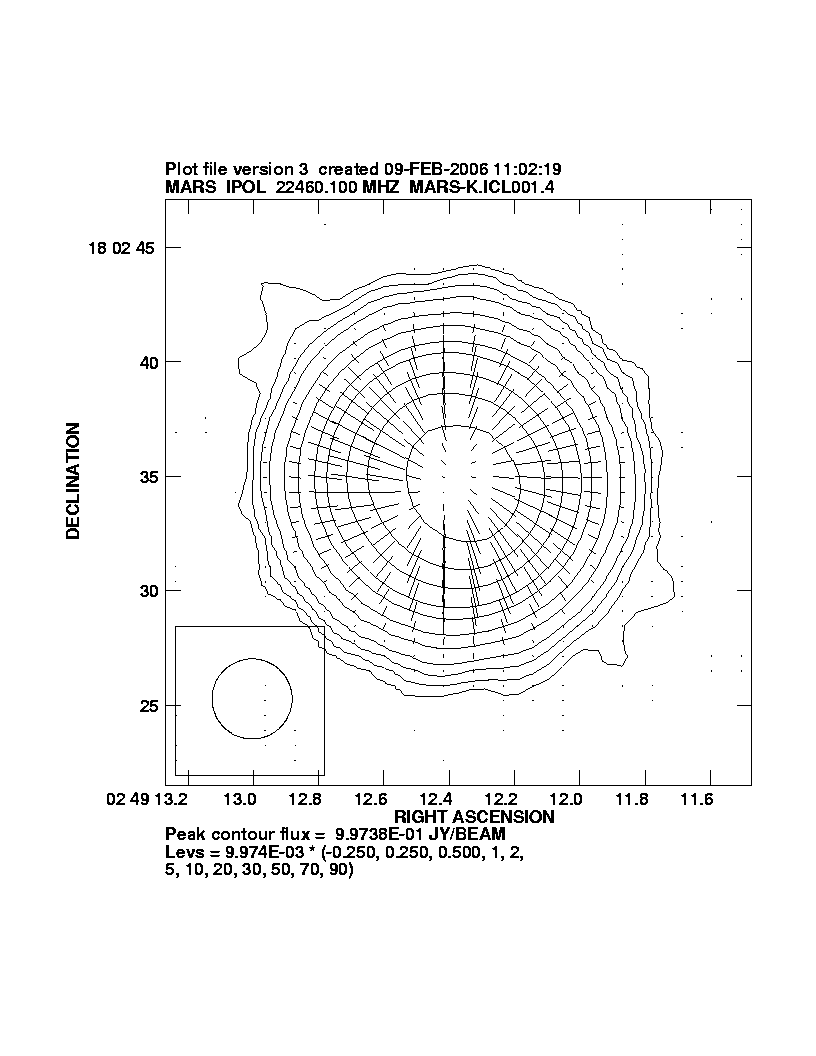 Plot file version 3 created 09-FEB-2006 11:02:19
MARS IPOL 22460.100 MHZ MARS-K.ICL001.4
18 02 45
40
35
30
25
DECLINATION
02 49 13.2 13.0 12.8 12.6 12.4 12.2 12.0 11.8 11.6
RIGHT ASCENSION
Peak contour flux = 9.9738E-01 JY/BEAM
Levs = 9.974E-03 * (-0.250, 0.250, 0.500, 1, 2,
5, 10, 20, 30, 50, 70, 90)